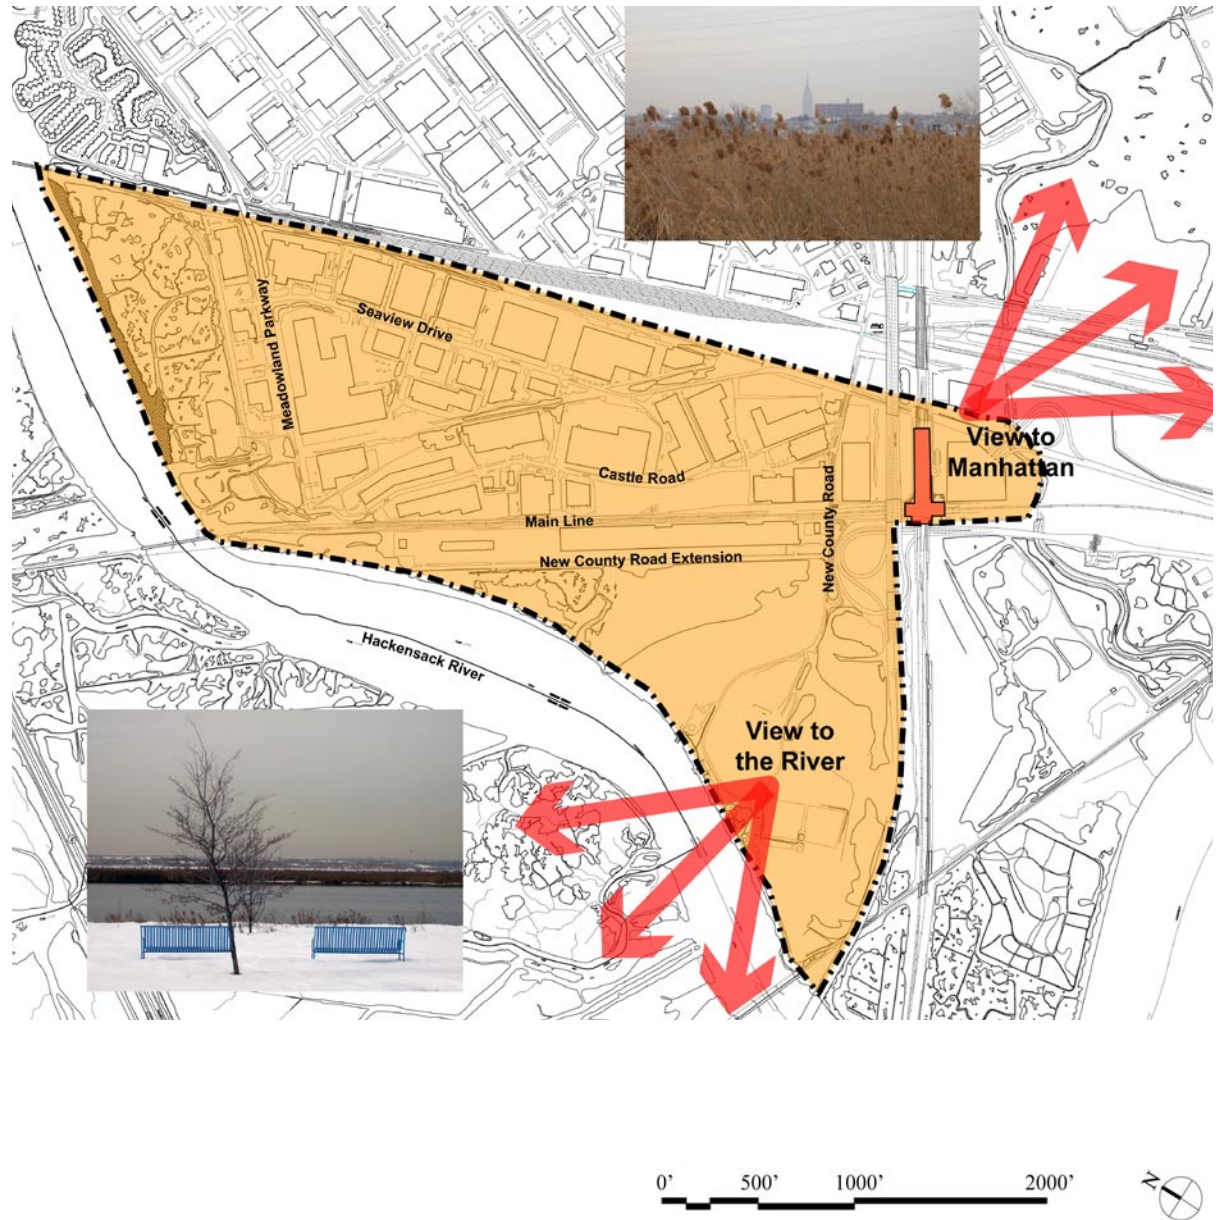 Meadowland Parkway
Seaview Drive
View to
Manhattan
Castle Road
New County Road
Main Line
New County Road Extension
Hackensack River
View to
the River
0’ 500’ 1000’ 2000’
N